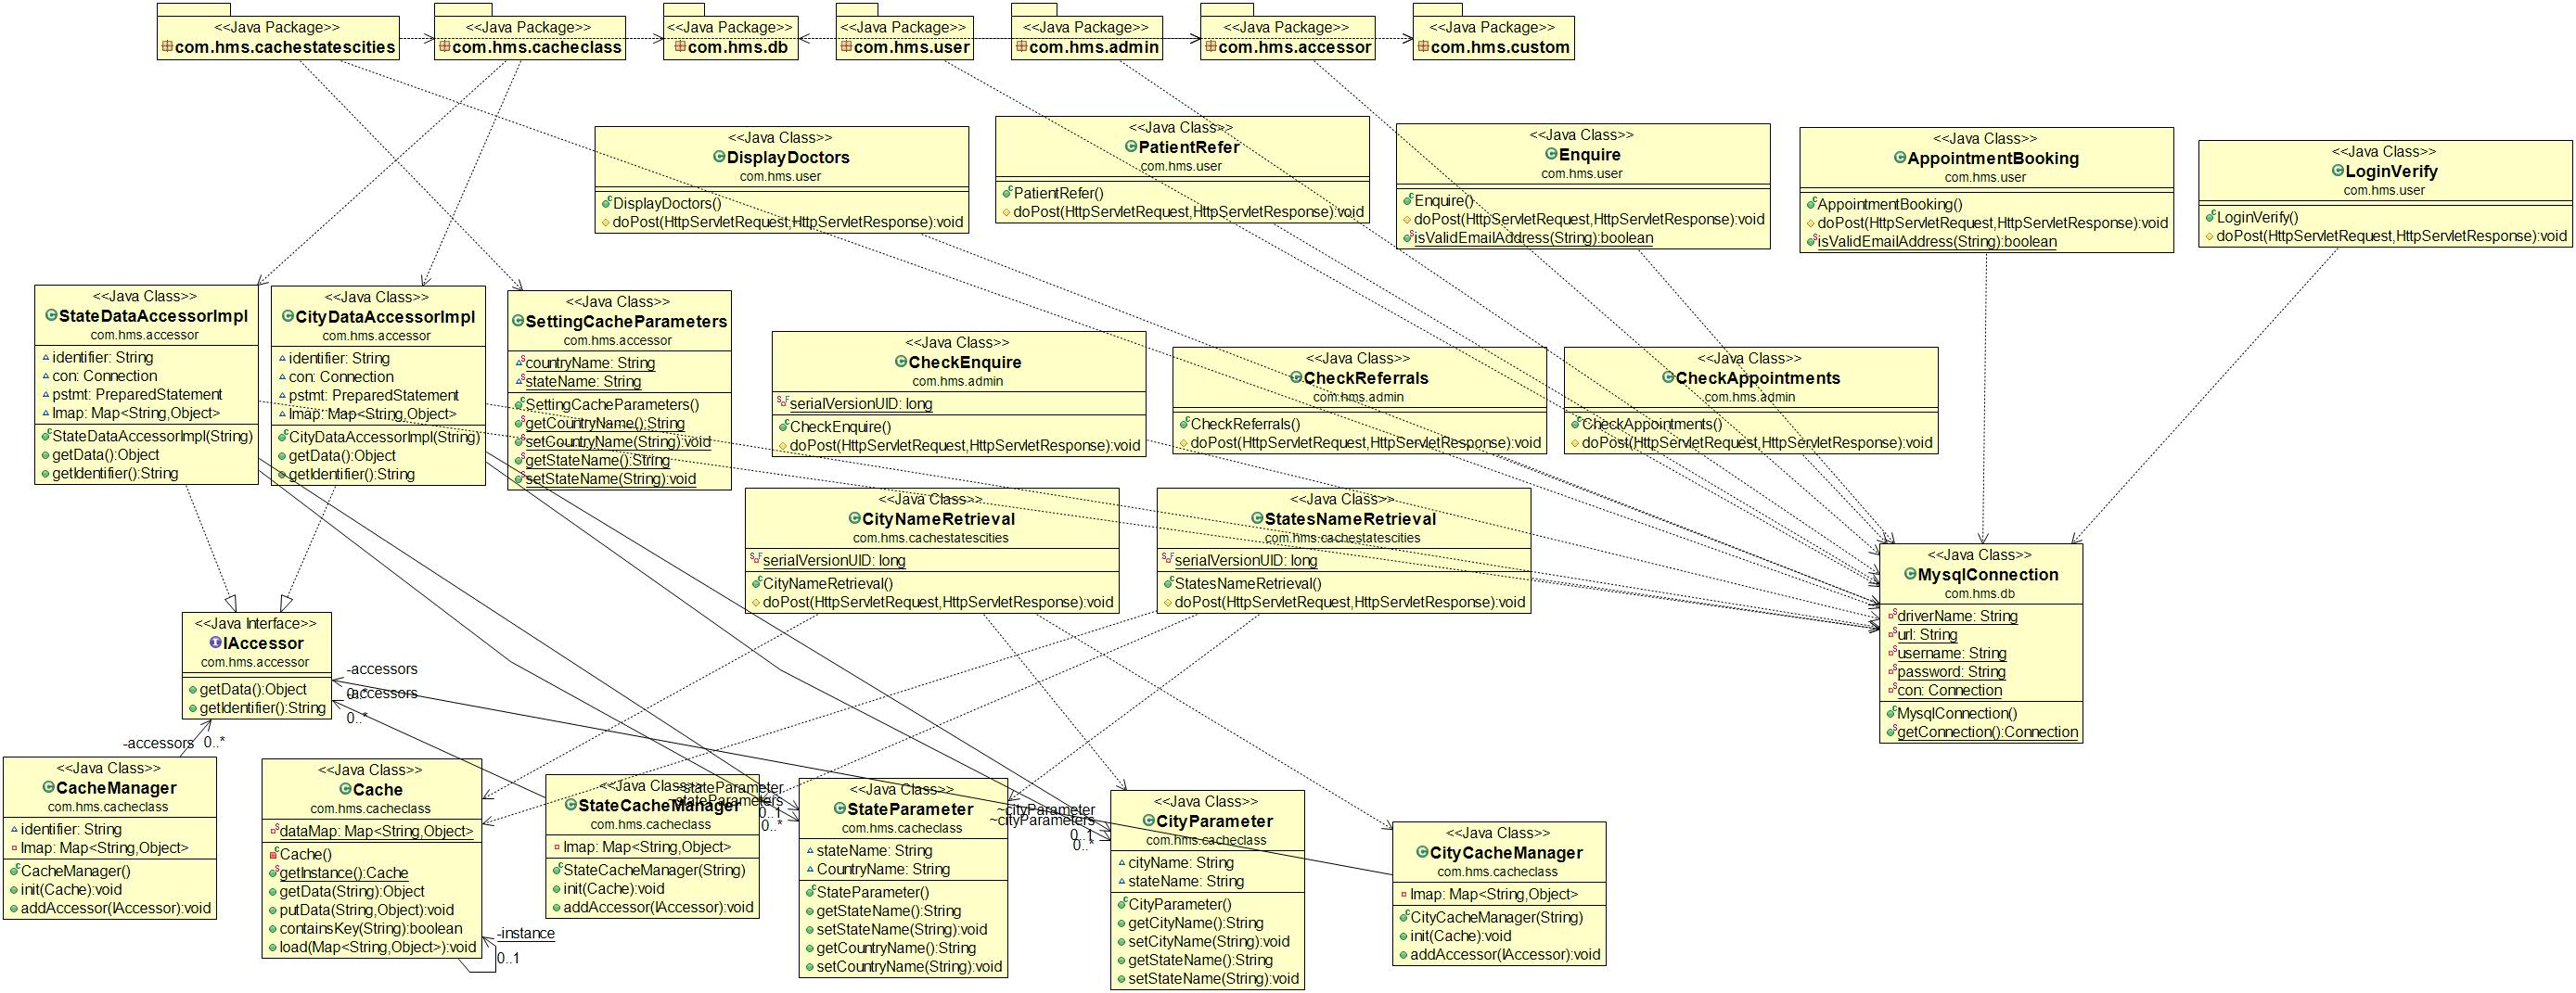 <<Java Package>>
com.hms.cachestatescities
<<Java Package>>
com.hms.cacheclass
<<Java Package>>
com.hms.db
<<Java Package>>
com.hms.user
<<Java Package>>
com.hms.admin
<<Java Package>>
com.hms.accessor
<<Java Package>>
com.hms.custom
<<Java Class>>
DisplayDoctors
com.hms.user
DisplayDoctors()
doPost(HttpServletRequest,HttpServletResponse):void
<<Java Class>>
PatientRefer
com.hms.user
PatientRefer()
doPost(HttpServletRequest,HttpServletResponse):void
<<Java Class>>
Enquire
com.hms.user
Enquire()
doPost(HttpServletRequest,HttpServletResponse):void
isValidEmailAddress(String):boolean
<<Java Class>>
AppointmentBooking
com.hms.user
AppointmentBooking()
doPost(HttpServletRequest,HttpServletResponse):void
isValidEmailAddress(String):boolean
<<Java Class>>
LoginVerify
com.hms.user
LoginVerify()
doPost(HttpServletRequest,HttpServletResponse):void
<<Java Class>>
StateDataAccessorImpl
com.hms.accessor
identifier: String
con: Connection
pstmt: PreparedStatement
lmap: Map<String,Object>
StateDataAccessorImpl(String)
getData():Object
getIdentifier():String
<<Java Class>>
CityDataAccessorImpl
com.hms.accessor
identifier: String
con: Connection
pstmt: PreparedStatement
lmap: Map<String,Object>
CityDataAccessorImpl(String)
getData():Object
getIdentifier():String
<<Java Class>>
SettingCacheParameters
com.hms.accessor
countryName: String
stateName: String
SettingCacheParameters()
getCountryName():String
setCountryName(String):void
getStateName():String
setStateName(String):void
<<Java Class>>
CheckEnquire
com.hms.admin
serialVersionUID: long
CheckEnquire()
doPost(HttpServletRequest,HttpServletResponse):void
<<Java Class>>
CheckReferrals
com.hms.admin
CheckReferrals()
doPost(HttpServletRequest,HttpServletResponse):void
<<Java Class>>
CheckAppointments
com.hms.admin
CheckAppointments()
doPost(HttpServletRequest,HttpServletResponse):void
<<Java Class>>
CityNameRetrieval
com.hms.cachestatescities
serialVersionUID: long
CityNameRetrieval()
doPost(HttpServletRequest,HttpServletResponse):void
<<Java Class>>
StatesNameRetrieval
com.hms.cachestatescities
serialVersionUID: long
StatesNameRetrieval()
doPost(HttpServletRequest,HttpServletResponse):void
<<Java Class>>
MysqlConnection
com.hms.db
driverName: String
url: String
username: String
password: String
con: Connection
MysqlConnection()
getConnection():Connection
<<Java Interface>>
IAccessor
com.hms.accessor
getData():Object
getIdentifier():String
-accessors
0..*
-accessors
0..*
-accessors
0..*
<<Java Class>>
CacheManager
com.hms.cacheclass
identifier: String
lmap: Map<String,Object>
CacheManager()
init(Cache):void
addAccessor(IAccessor):void
<<Java Class>>
Cache
com.hms.cacheclass
dataMap: Map<String,Object>
Cache()
getInstance():Cache
getData(String):Object
putData(String,Object):void
containsKey(String):boolean
load(Map<String,Object>):void
-instance
0..1
<<Java Class>>
StateCacheManager
com.hms.cacheclass
lmap: Map<String,Object>
StateCacheManager(String)
init(Cache):void
addAccessor(IAccessor):void
~stateParameter
~stateParameters
0..1
0..*
<<Java Class>>
StateParameter
com.hms.cacheclass
stateName: String
CountryName: String
StateParameter()
getStateName():String
setStateName(String):void
getCountryName():String
setCountryName(String):void
~cityParameter
~cityParameters
0..1
0..*
<<Java Class>>
CityParameter
com.hms.cacheclass
cityName: String
stateName: String
CityParameter()
getCityName():String
setCityName(String):void
getStateName():String
setStateName(String):void
<<Java Class>>
CityCacheManager
com.hms.cacheclass
lmap: Map<String,Object>
CityCacheManager(String)
init(Cache):void
addAccessor(IAccessor):void